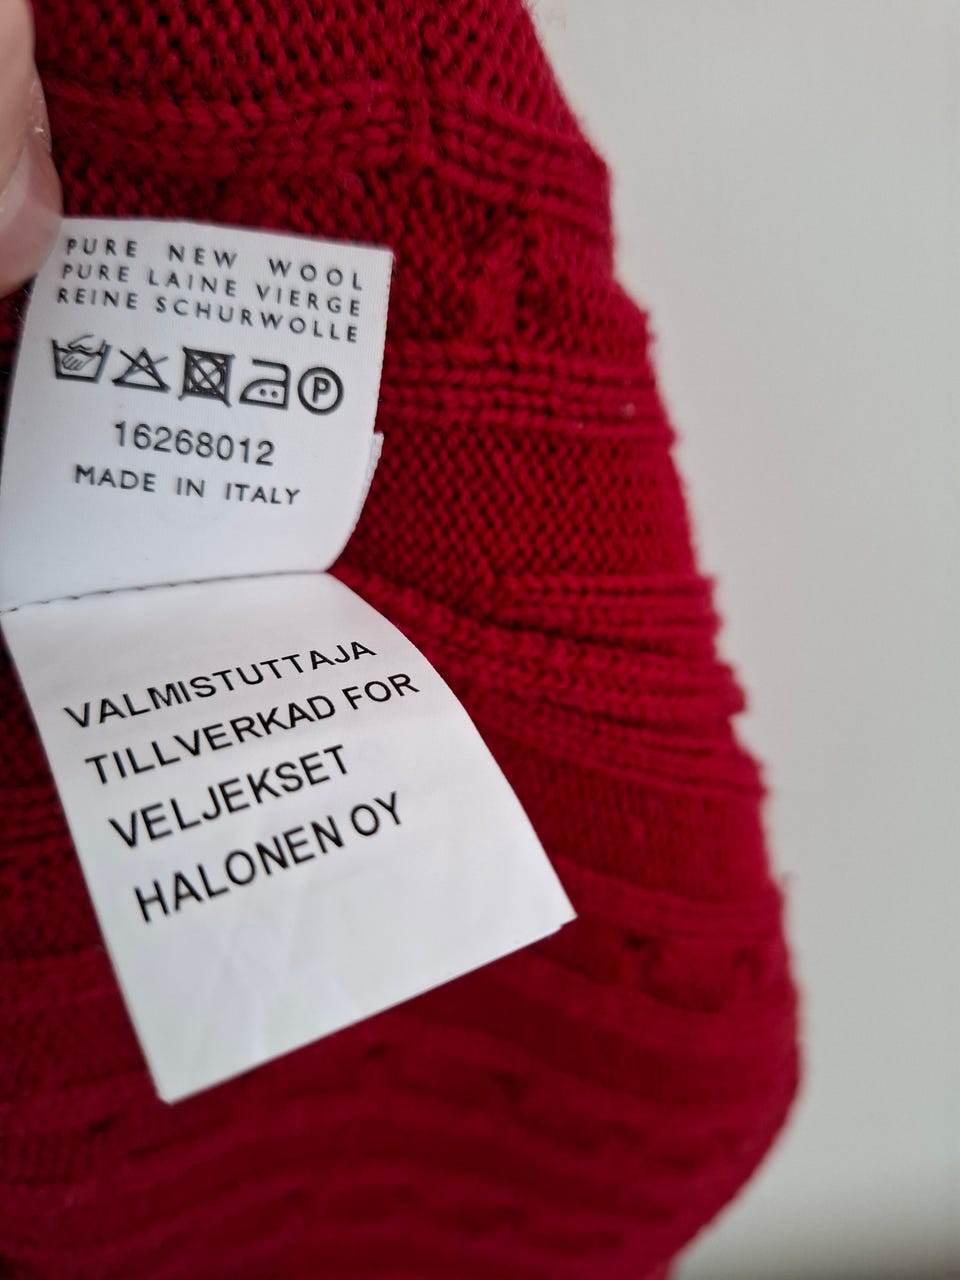 PURE NEW WOOL
PURE LAINE VIERGE
REINE SCHURWOLLE
P
16268012
MADE IN ITALY
VALMISTUTTAJA
TILLVERKAD FOR
VELJEKSET
HALONEN OY